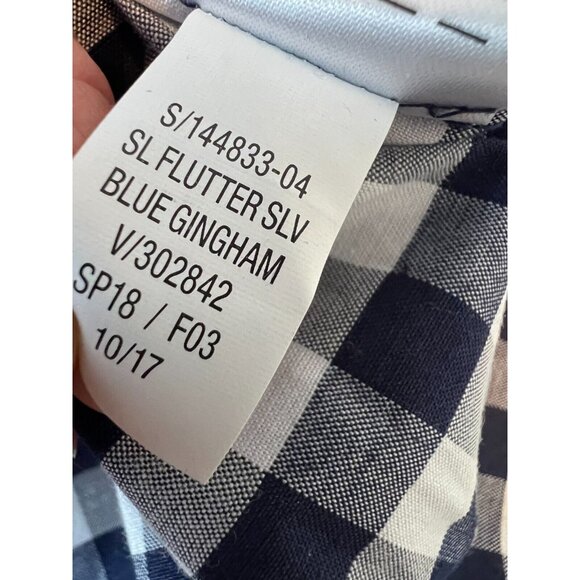 S/144833-04
SL FLUTTER SLV
BLUE GINGHAM
V/302842
SP18 / F03
10/17